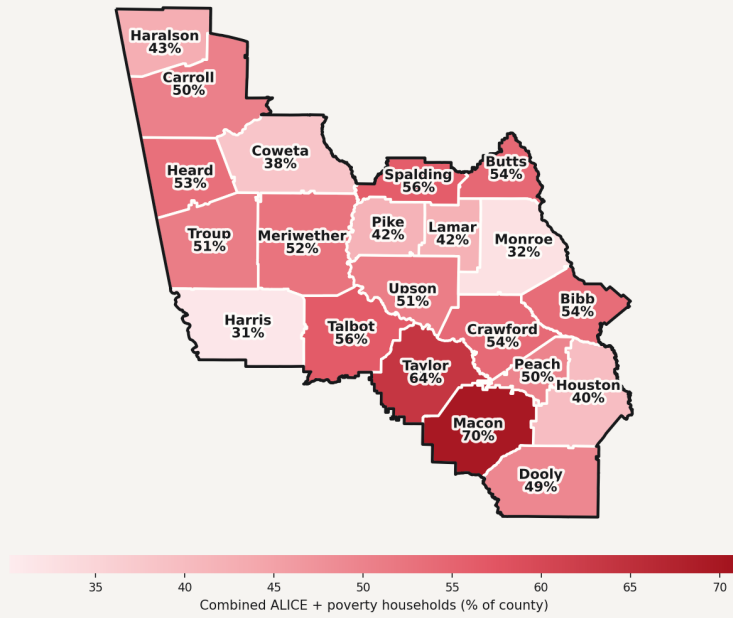 Haralson
43%
Carroll
50%
Coweta
38%
Heard
53%
Spalding
56%
Butts
54%
Troup
51%
Meriwether
52%
Pike
42%
Lamar
42%
Monroe
32%
Upson
51%
Bibb
54%
Harris
31%
Talbot
56%
Crawford
54%
Taylor
64%
Peach
50%
Houston
40%
Macon
70%
Dooly
49%
35 40 45 50 55 60 65 70
Combined ALICE + poverty households (% of county)